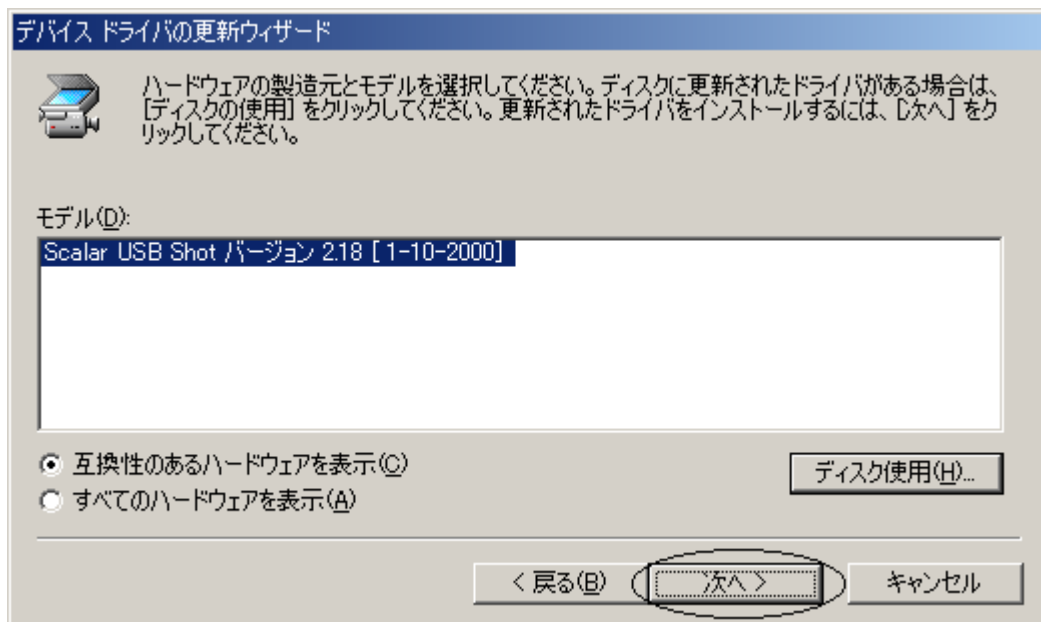 デバイス ドライバの更新ウィザード
ハードウェアの製造元とモデルを選択してください。ディスクに更新されたドライバがある場合は、
[ディスクの使用] をクリックしてください。更新されたドライバをインストールするには、[次へ] をク
リックしてください。
モデル(D):
Scalar USB Shot バージョン 2.18 [ 1-10-2000]
互換性のあるハードウェアを表示(C)
すべてのハードウェアを表示(A)
ディスク使用(H)...
< 戻る(B)
次へ >
キャンセル